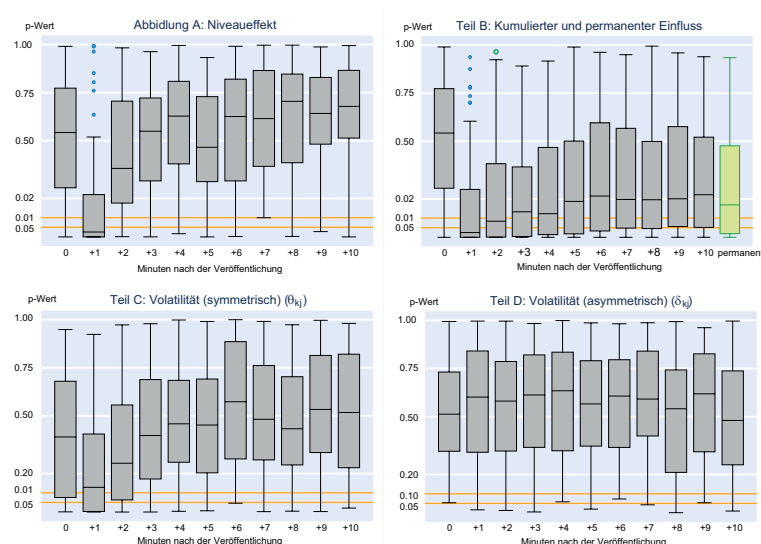 Abbidlung A: Niveaueffekt
p-Wert
1.00
0.75
0.50
0.02
0.01
0.05
0 +1 +2 +3 +4 +5 +6 +7 +8 +9 +10
Minuten nach der Veröffentlichung
Teil B: Kumulierter und permanenter Einfluss
p-Wert
1.00
0.75
0.50
0.02
0.01
0.05
0 +1 +2 +3 +4 +5 +6 +7 +8 +9 +10 permanen
Minuten nach der Veröffentlichung
Teil C: Volatilität (symmetrisch) (θkj)
p-Wert
1.00
0.75
0.50
0.20
0.01
0.05
0 +1 +2 +3 +4 +5 +6 +7 +8 +9 +10
Minuten nach der Veröffentlichung
Teil D: Volatilität (asymmetrisch) (δkj)
p-Wert
1.00
0.75
0.50
0.20
0.10
0.05
0 +1 +2 +3 +4 +5 +6 +7 +8 +9 +10
Minuten nach der Veröffentlichung